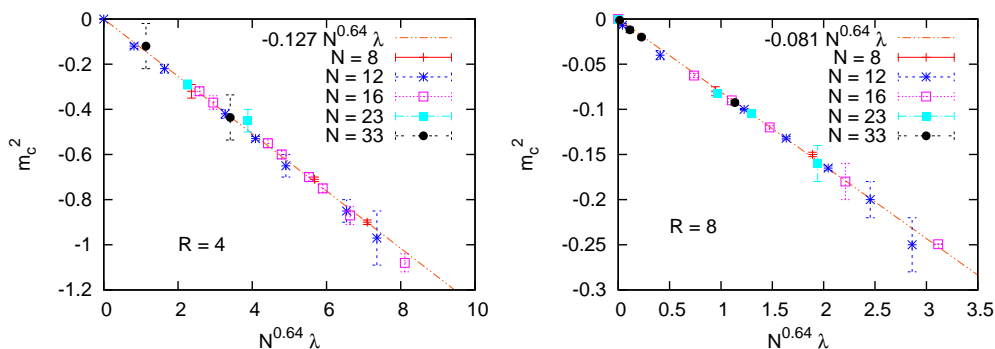 0
-0.2
-0.4
-0.6
-0.8
-1
-1.2
0 2 4 6 8 10
m_c^2
N^0.64 λ
R = 4
-0.127 N^0.64 λ
N = 8
N = 12
N = 16
N = 23
N = 33
0
-0.05
-0.1
-0.15
-0.2
-0.25
-0.3
0 0.5 1 1.5 2 2.5 3 3.5
m_c^2
N^0.64 λ
R = 8
-0.081 N^0.64 λ
N = 8
N = 12
N = 16
N = 23
N = 33